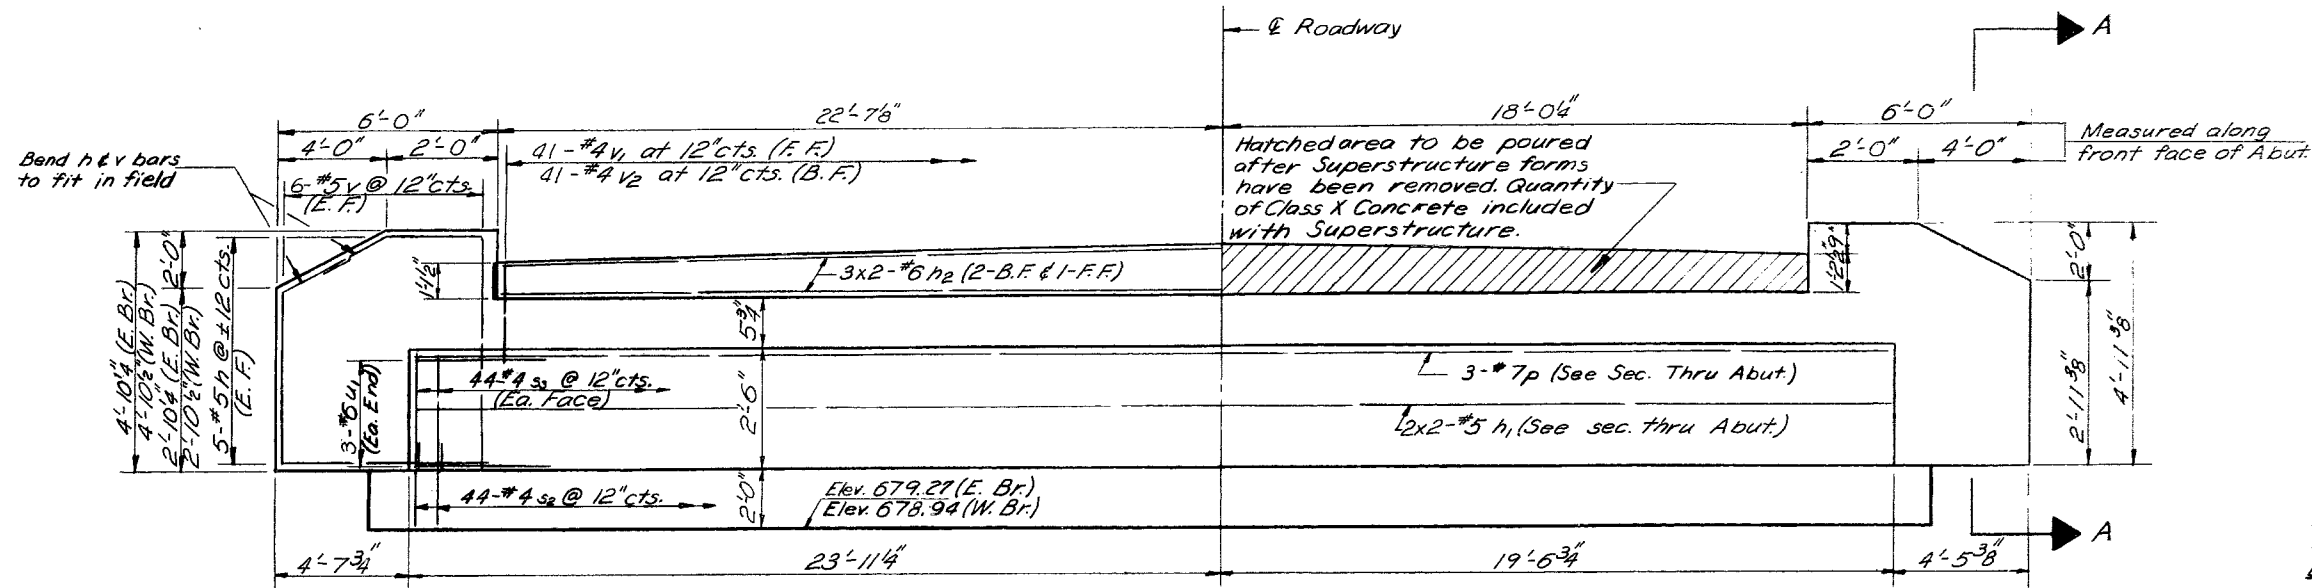 ℄ Roadway
A
6'-0"
22'-7⅞"
18'-0¼"
6'-0"
4'-0"
2'-0"
2'-0"
4'-0"
Measured along
front face of Abut.
Bend h & v bars
to fit in field
6-#5 v @ 12"cts.
(E.F.)
41-#4 v₁ at 12"cts. (F.F.)
41-#4 v₂ at 12"cts. (B.F.)
Hatched area to be poured
after Superstructure forms
have been removed. Quantity
of Class X Concrete included
with Superstructure.
4'-10¼" (E. Br.)
4'-10½" (W. Br.)
2'-0"
2'-10¼" (E. Br.)
2'-10½" (W. Br.)
5-#5 h @ ±12 cts.
(E.F.)
1'-1½"
3x2-#6 h₂ (2-B.F. & 1-F.F.)
9"
2'-0"
2'-11⅜"
4'-11⅜"
5¾"
3-#6 u₁
(Ea. End)
44-#4 s₃ @ 12"cts.
(Ea. Face)
2'-6"
3-#7p (See Sec. Thru Abut.)
2x2-#5 h₁ (See sec. thru Abut.)
44-#4 s₂ @ 12"cts.
2'-0"
Elev. 679.27 (E. Br.)
Elev. 678.94 (W. Br.)
A
4'-7¾"
23'-11¼"
19'-6¾"
4'-5⅜"